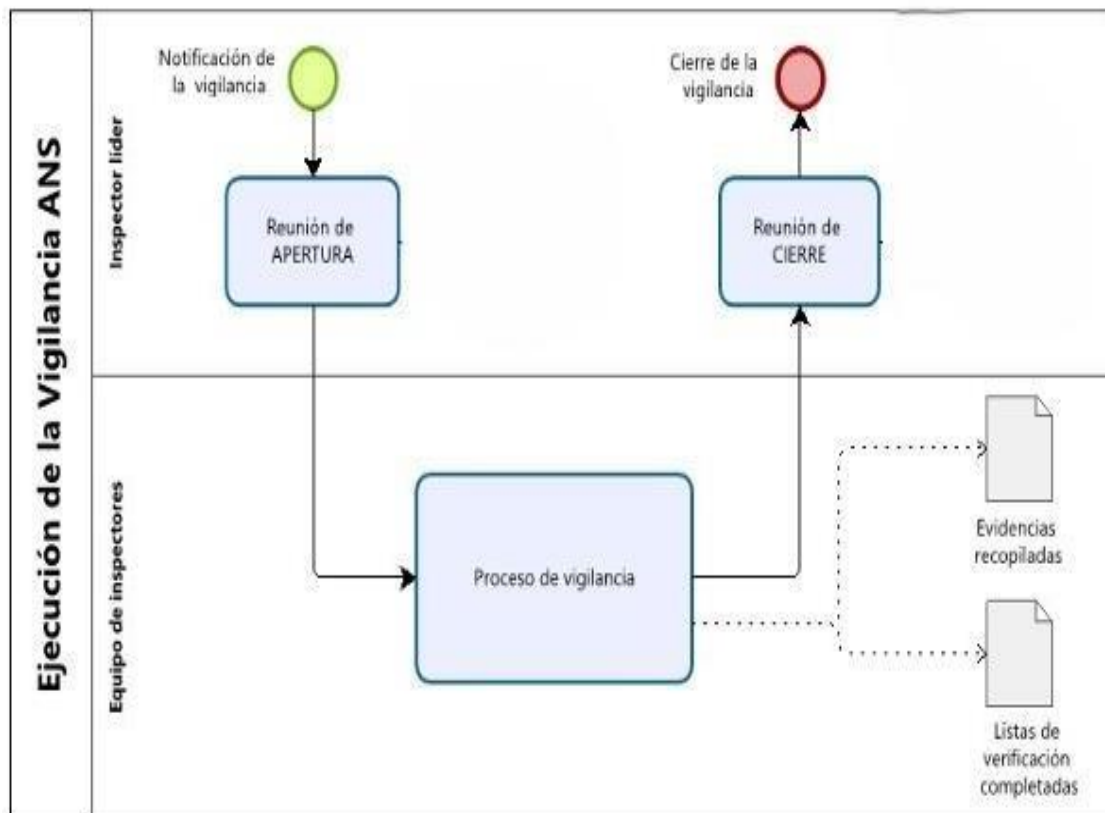 Ejecución de la Vigilancia ANS
Inspector líder
Notificación de
la vigilancia
Cierre de la
vigilancia
Reunión de
APERTURA
Reunión de
CIERRE
Equipo de inspectores
Proceso de vigilancia
Evidencias
recopiladas
Listas de
verificación
completadas